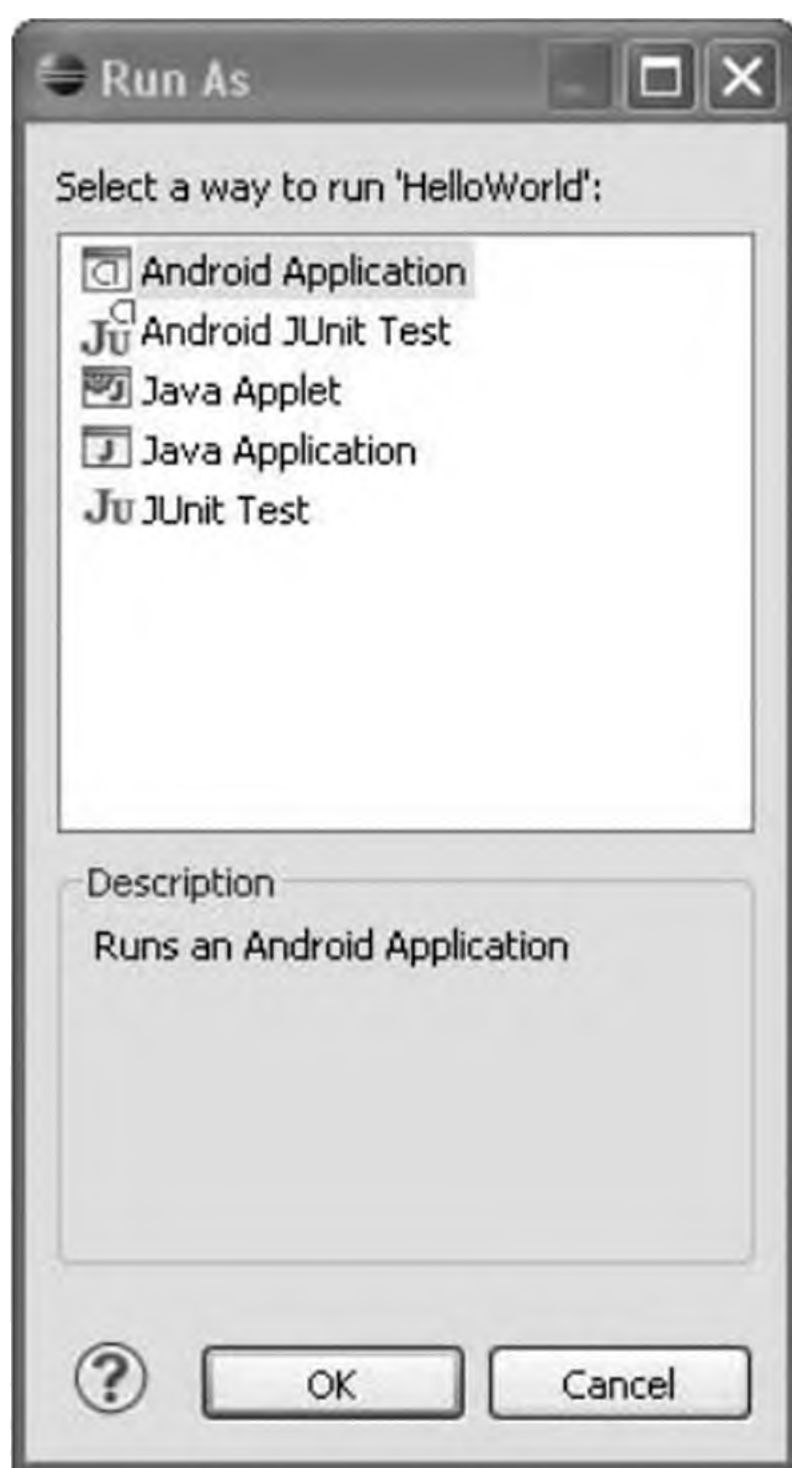 Run As
Select a way to run 'HelloWorld':
Android Application
Android JUnit Test
Java Applet
Java Application
JUnit Test
Description
Runs an Android Application
OK
Cancel